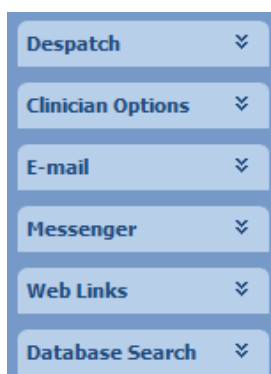 Despatch
Clinician Options
E-mail
Messenger
Web Links
Database Search